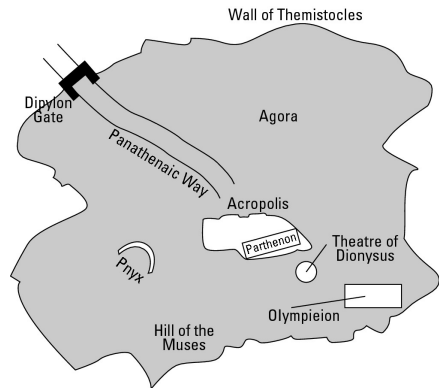 Wall of Themistocles
Dipylon
Gate
Agora
Panathenaic Way
Acropolis
Parthenon
Theatre of
Dionysus
Pnyx
Olympieion
Hill of the
Muses